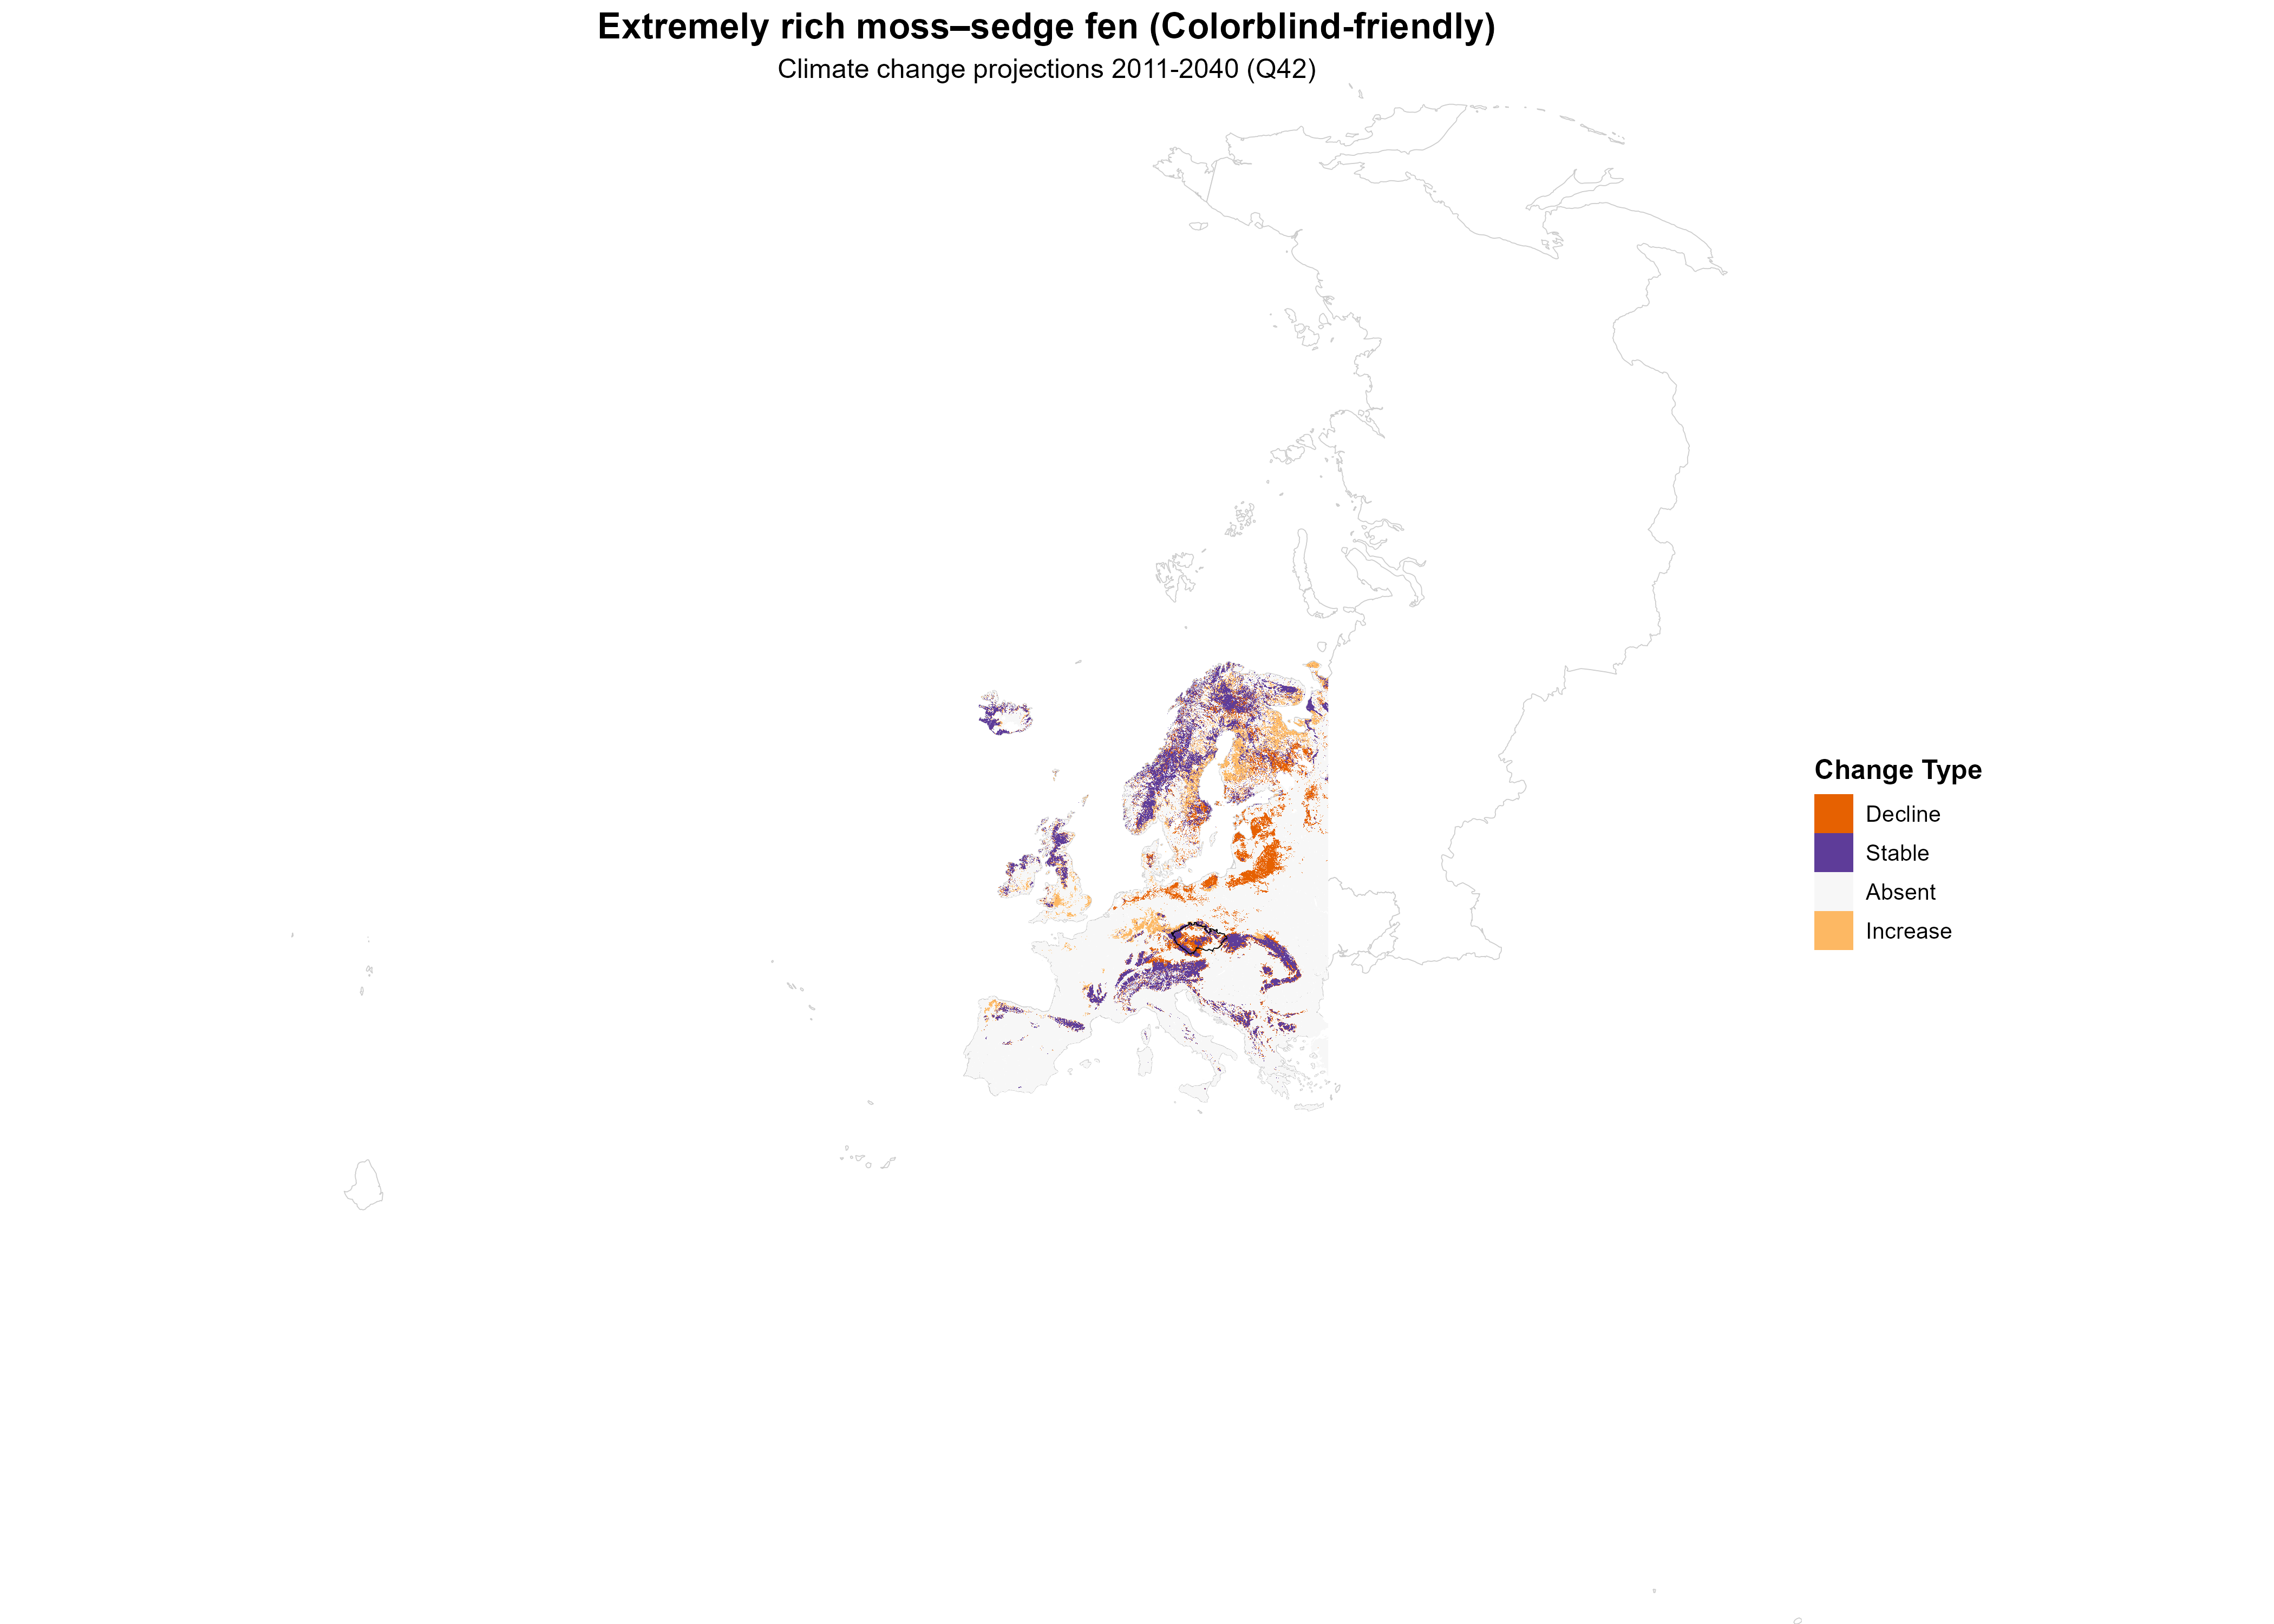 Extremely rich moss–sedge fen (Colorblind-friendly)
Climate change projections 2011-2040 (Q42)
Change Type
Decline
Stable
Absent
Increase